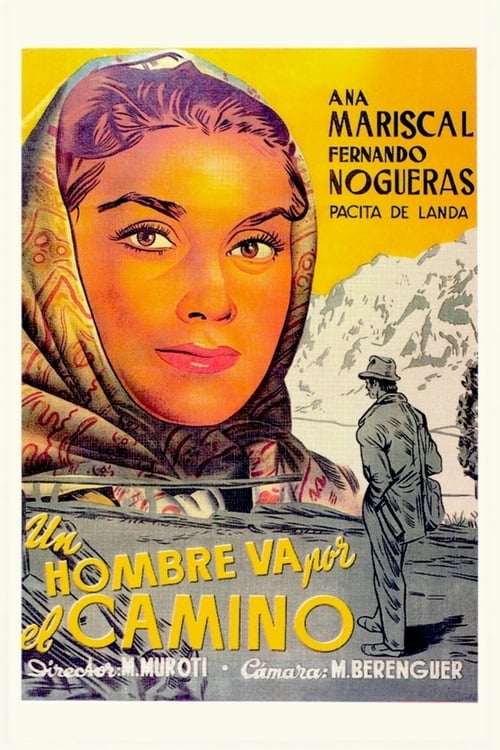 ANA
MARISCAL
FERNANDO
NOGUERAS
PACITA DE LANDA
Un
HOMBRE VA por
el CAMINO
Director: M. MUROTI · Cámara: M. BERENGUER